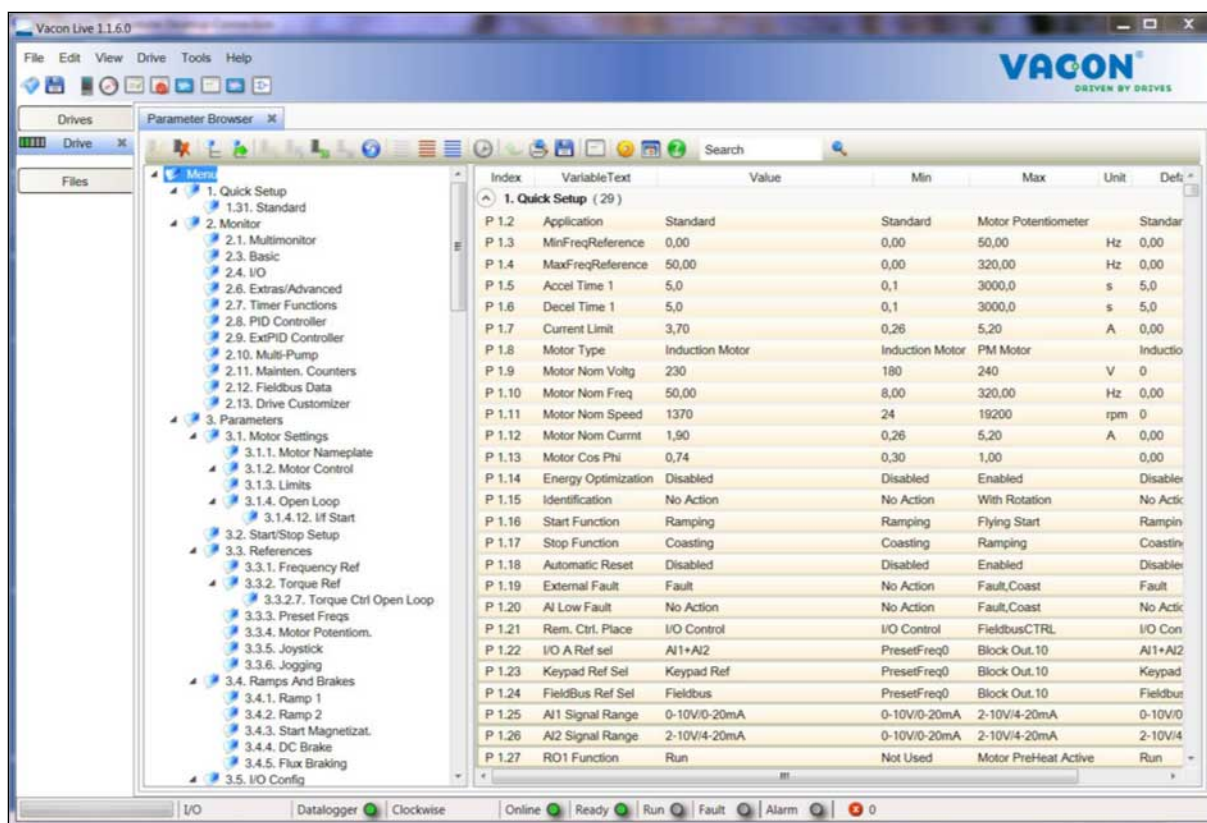 Vacon Live 1.1.6.0
File Edit View Drive Tools Help
VACON®
DRIVEN BY DRIVES
Drives
Drive
Files
Parameter Browser
Search
Menu
1. Quick Setup
1.31. Standard
2. Monitor
2.1. Multimonitor
2.3. Basic
2.4. I/O
2.6. Extras/Advanced
2.7. Timer Functions
2.8. PID Controller
2.9. ExtPID Controller
2.10. Multi-Pump
2.11. Mainten. Counters
2.12. Fieldbus Data
2.13. Drive Customizer
3. Parameters
3.1. Motor Settings
3.1.1. Motor Nameplate
3.1.2. Motor Control
3.1.3. Limits
3.1.4. Open Loop
3.1.4.12. I/f Start
3.2. Start/Stop Setup
3.3. References
3.3.1. Frequency Ref
3.3.2. Torque Ref
3.3.2.7. Torque Ctrl Open Loop
3.3.3. Preset Freqs
3.3.4. Motor Potentiom.
3.3.5. Joystick
3.3.6. Jogging
3.4. Ramps And Brakes
3.4.1. Ramp 1
3.4.2. Ramp 2
3.4.3. Start Magnetizat.
3.4.4. DC Brake
3.4.5. Flux Braking
3.5. I/O Config
Index VariableText Value Min Max Unit Defa
1. Quick Setup (29)
P 1.2 Application Standard Standard Motor Potentiometer Standar
P 1.3 MinFreqReference 0,00 0,00 50,00 Hz 0,00
P 1.4 MaxFreqReference 50,00 0,00 320,00 Hz 0,00
P 1.5 Accel Time 1 5,0 0,1 3000,0 s 5,0
P 1.6 Decel Time 1 5,0 0,1 3000,0 s 5,0
P 1.7 Current Limit 3,70 0,26 5,20 A 0,00
P 1.8 Motor Type Induction Motor Induction Motor PM Motor Inductio
P 1.9 Motor Nom Voltg 230 180 240 V 0
P 1.10 Motor Nom Freq 50,00 8,00 320,00 Hz 0,00
P 1.11 Motor Nom Speed 1370 24 19200 rpm 0
P 1.12 Motor Nom Currnt 1,90 0,26 5,20 A 0,00
P 1.13 Motor Cos Phi 0,74 0,30 1,00 0,00
P 1.14 Energy Optimization Disabled Disabled Enabled Disable
P 1.15 Identification No Action No Action With Rotation No Actic
P 1.16 Start Function Ramping Ramping Flying Start Rampin
P 1.17 Stop Function Coasting Coasting Ramping Coastin
P 1.18 Automatic Reset Disabled Disabled Enabled Disable
P 1.19 External Fault Fault No Action Fault,Coast Fault
P 1.20 AI Low Fault No Action No Action Fault,Coast No Actic
P 1.21 Rem. Ctrl. Place I/O Control I/O Control FieldbusCTRL I/O Con
P 1.22 I/O A Ref sel AI1+AI2 PresetFreq0 Block Out.10 AI1+AI2
P 1.23 Keypad Ref Sel Keypad Ref PresetFreq0 Block Out.10 Keypad
P 1.24 FieldBus Ref Sel Fieldbus PresetFreq0 Block Out.10 Fieldbus
P 1.25 AI1 Signal Range 0-10V/0-20mA 0-10V/0-20mA 2-10V/4-20mA 0-10V/0
P 1.26 AI2 Signal Range 2-10V/4-20mA 0-10V/0-20mA 2-10V/4-20mA 2-10V/4
P 1.27 RO1 Function Run Not Used Motor PreHeat Active Run
I/O Datalogger Clockwise Online Ready Run Fault Alarm 0